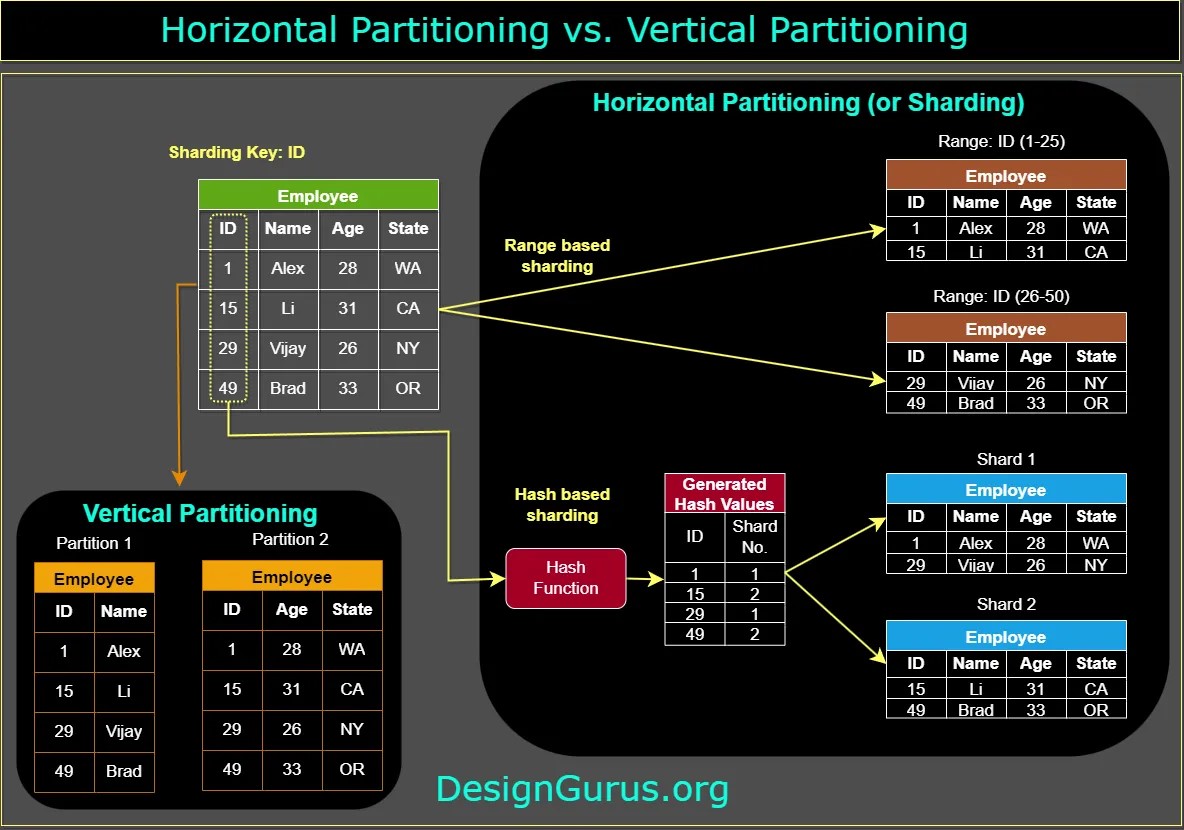 Horizontal Partitioning vs. Vertical Partitioning
Sharding Key: ID
Employee
ID Name Age State
1 Alex 28 WA
15 Li 31 CA
29 Vijay 26 NY
49 Brad 33 OR
Vertical Partitioning
Partition 1
Employee
ID Name
1 Alex
15 Li
29 Vijay
49 Brad
Partition 2
Employee
ID Age State
1 28 WA
15 31 CA
29 26 NY
49 33 OR
Horizontal Partitioning (or Sharding)
Range based
sharding
Range: ID (1-25)
Employee
ID Name Age State
1 Alex 28 WA
15 Li 31 CA
Range: ID (26-50)
Employee
ID Name Age State
29 Vijay 26 NY
49 Brad 33 OR
Hash based
sharding
Hash
Function
Generated
Hash Values
ID Shard
No.
1 1
15 2
29 1
49 2
Shard 1
Employee
ID Name Age State
1 Alex 28 WA
29 Vijay 26 NY
Shard 2
Employee
ID Name Age State
15 Li 31 CA
49 Brad 33 OR
DesignGurus.org